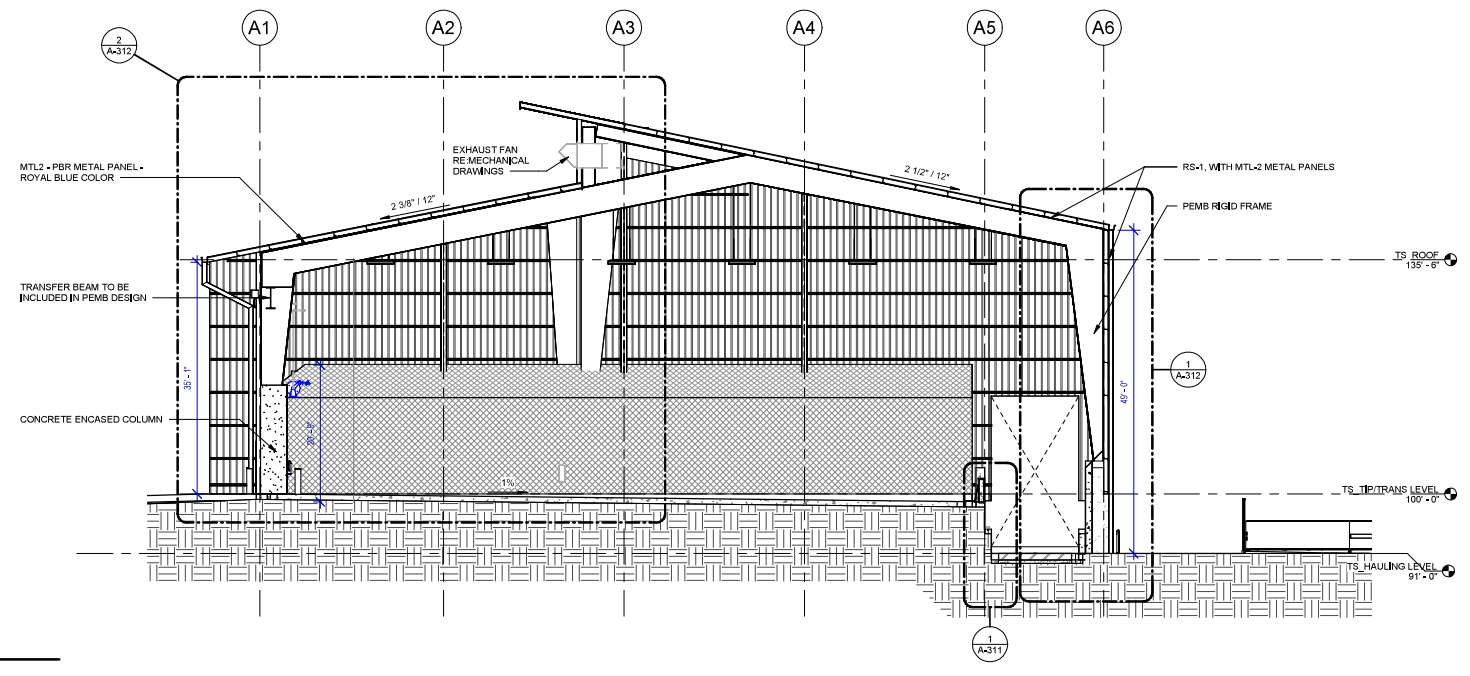 A1
A2
A3
A4
A5
A6
2
A-312
EXHAUST FAN
RE:MECHANICAL
DRAWINGS
MTL2 - PBR METAL PANEL -
ROYAL BLUE COLOR
2 3/8" / 12"
2 1/2" / 12"
RS-1, WITH MTL-2 METAL PANELS
PEMB RIGID FRAME
TS_ROOF
135' - 6"
TRANSFER BEAM TO BE
INCLUDED IN PEMB DESIGN
35' - 1"
49' - 0"
1
A-312
CONCRETE ENCASED COLUMN
1%
TS_TIP/TRANS LEVEL
100' - 0"
TS_HAULING LEVEL
91' - 0"
1
A-311